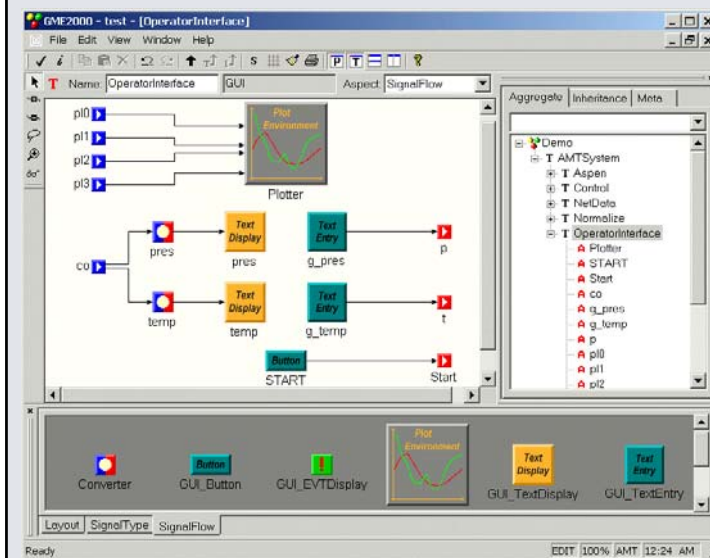 GME2000 - test - [OperatorInterface]
File Edit View Window Help
P T
T Name: OperatorInterface GUI Aspect: SignalFlow
Aggregate Inheritance Meta
pl0
pl1
pl2
pl3
Plot
Environment
Plotter
co
pres
Text
Display
pres
Text
Entry
g_pres
p
temp
Text
Display
temp
Text
Entry
g_temp
t
Button
START
Start
Demo
T AMTSystem
T Aspen
T Control
T NetData
T Normalize
T OperatorInterface
A Plotter
A START
A Start
A co
A g_pres
A g_temp
A p
A pl0
A pl1
A pl2
Converter
Button
GUI_Button
GUI_EVTDisplay
Plot
Environment
Text
Display
GUI_TextDisplay
Text
Entry
GUI_TextEntry
Layout SignalType SignalFlow
Ready EDIT 100% AMT 12:24 AM